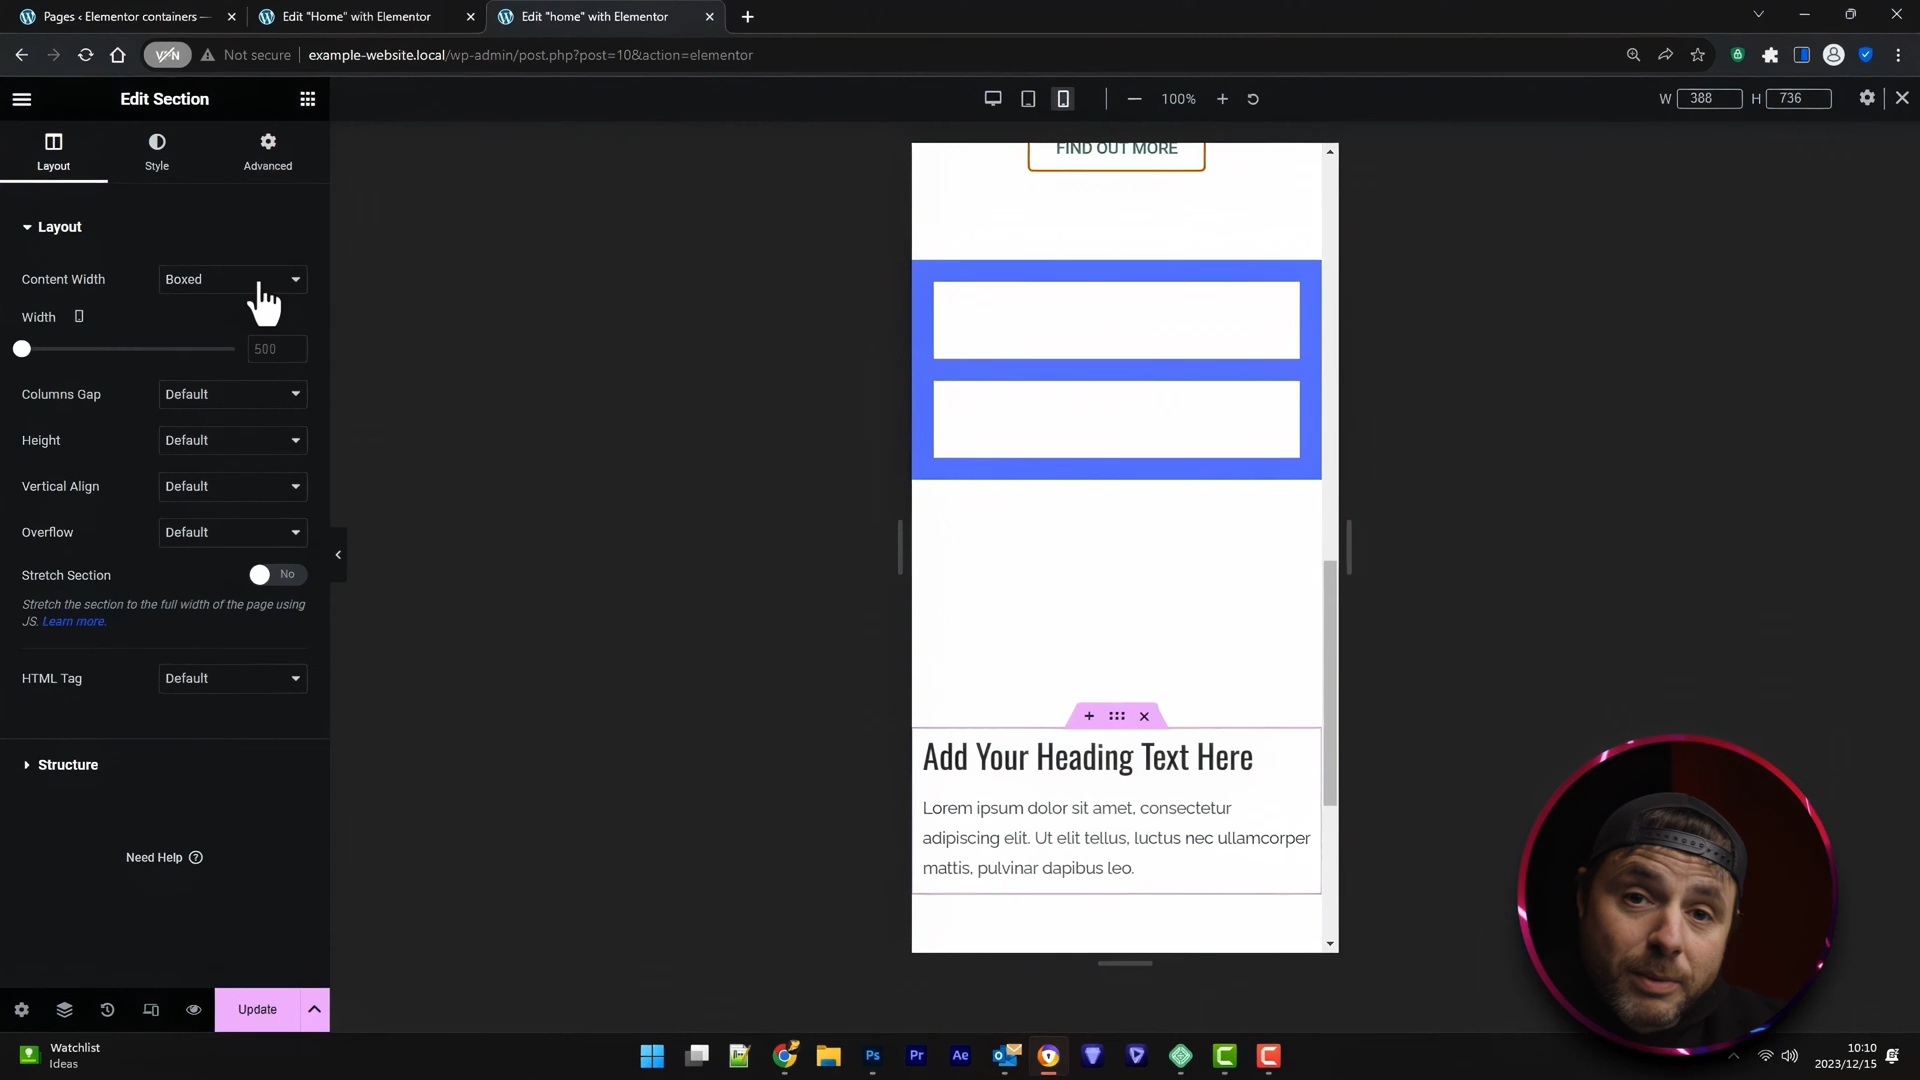 Pages ‹ Elementor containers —
Edit "Home" with Elementor
Edit "home" with Elementor
VPN
Not secure
example-website.local/wp-admin/post.php?post=10&action=elementor
Edit Section
100%
W 388 H 736
Layout
Style
Advanced
FIND OUT MORE
Layout
Content Width
Boxed
Width
500
Columns Gap
Default
Height
Default
Vertical Align
Default
Overflow
Default
Stretch Section
No
Stretch the section to the full width of the page using
JS. Learn more.
HTML Tag
Default
Add Your Heading Text Here
Structure
Lorem ipsum dolor sit amet, consectetur
adipiscing elit. Ut elit tellus, luctus nec ullamcorper
mattis, pulvinar dapibus leo.
Need Help
Update
Watchlist
Ideas
Ps
Pr
Ae
10:10
2023/12/15